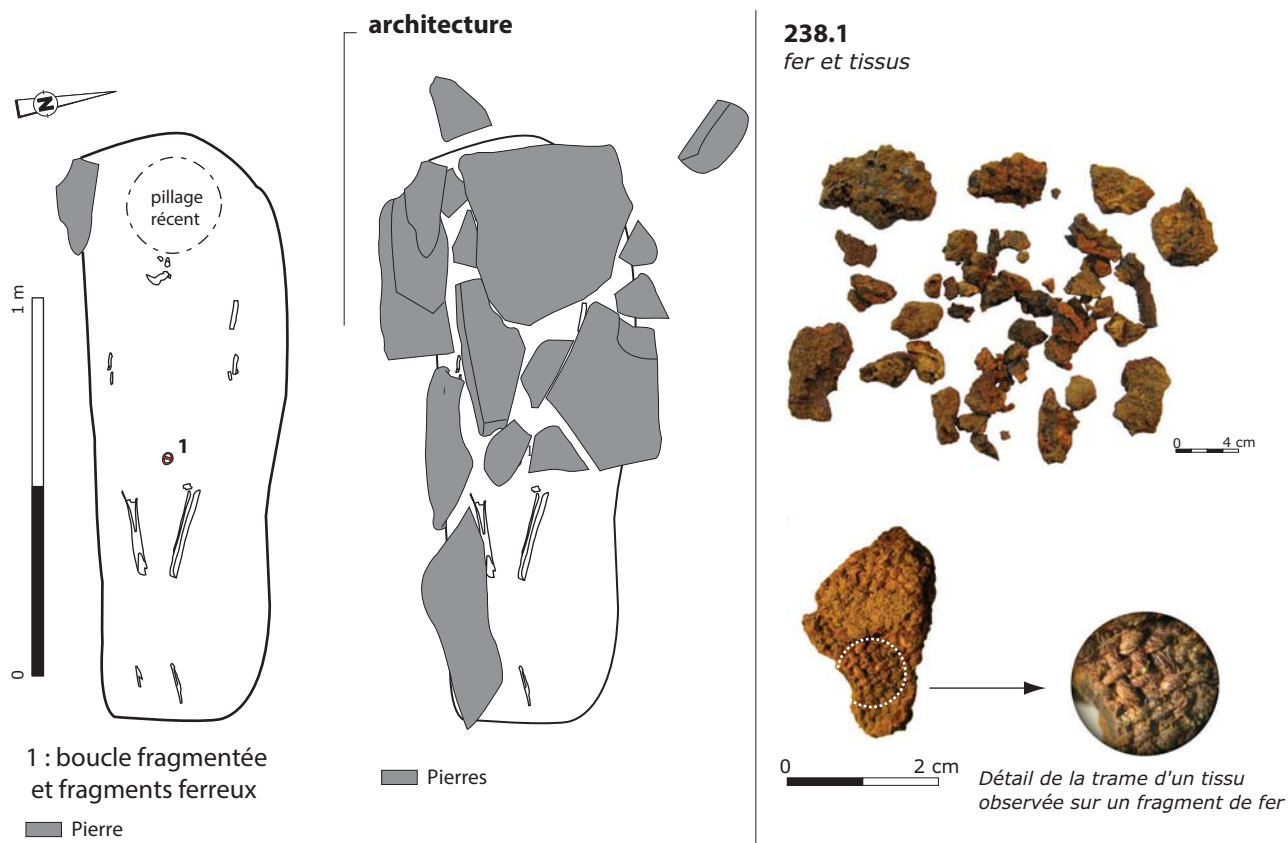 architecture
238.1
fer et tissus
N
pillage
récent
1 m
0
1
1
0 4 cm
1 : boucle fragmentée
et fragments ferreux
Pierre
Pierres
0 2 cm
Détail de la trame d'un tissu
observée sur un fragment de fer